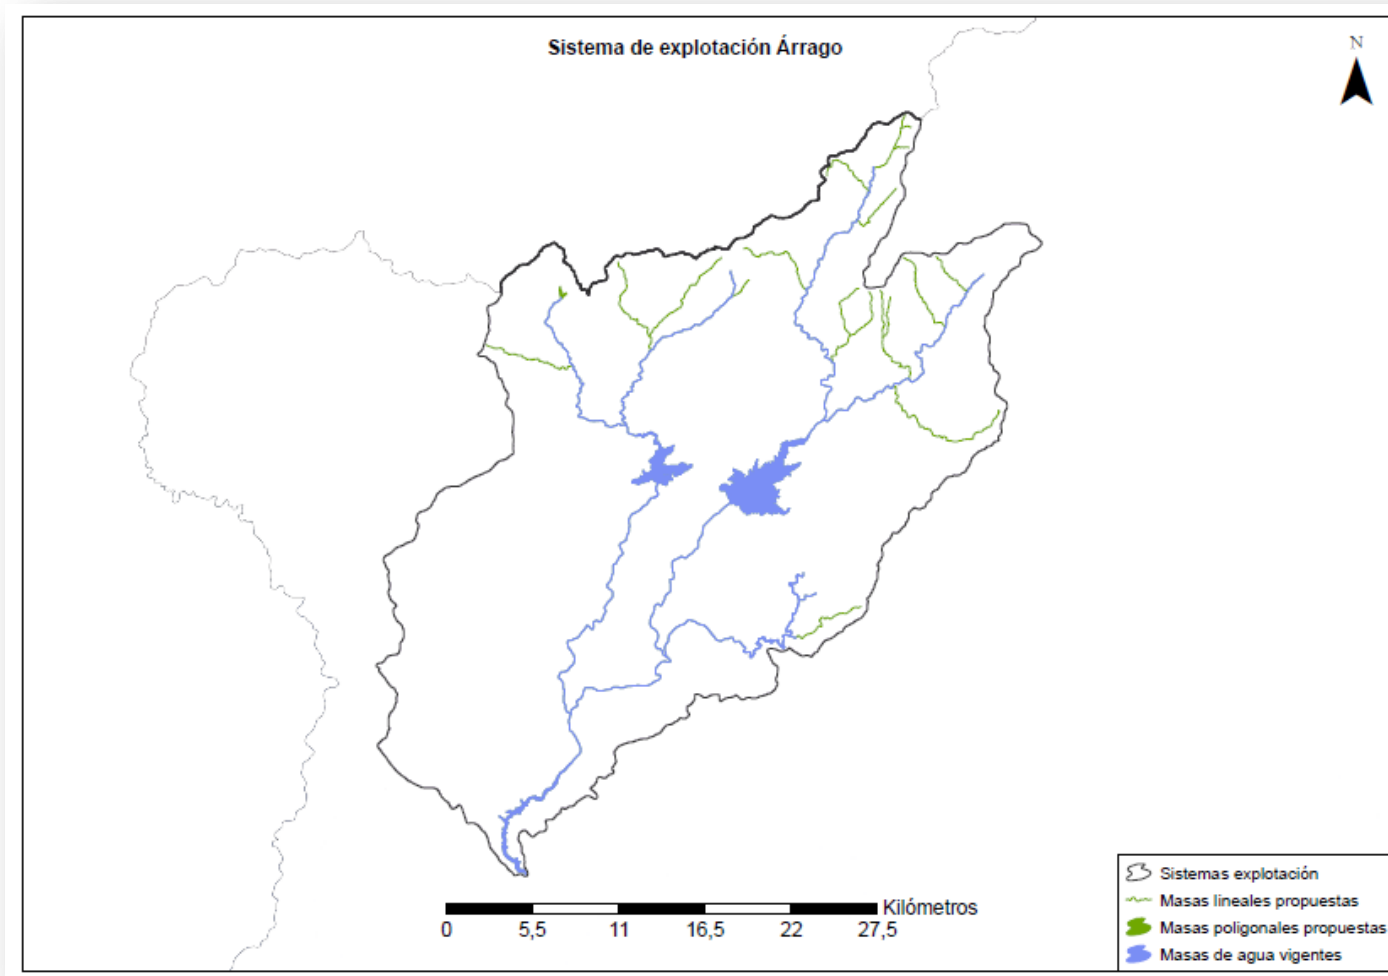 Sistema de explotación Árrago
N
Sistemas explotación
Masas lineales propuestas
Masas poligonales propuestas
Masas de agua vigentes
Kilómetros
0 5,5 11 16,5 22 27,5